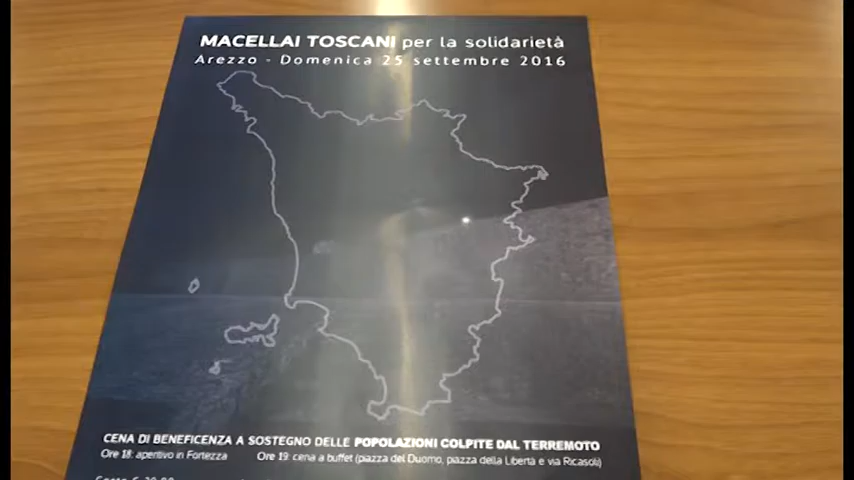 MACELLAI TOSCANI per la solidarietà
Arezzo - Domenica 25 settembre 2016
CENA DI BENEFICENZA A SOSTEGNO DELLE POPOLAZIONI COLPITE DAL TERREMOTO
Ore 18: aperitivo in Fortezza Ore 19: cena a buffet (piazza del Duomo, piazza della Libertà e via Ricasoli)